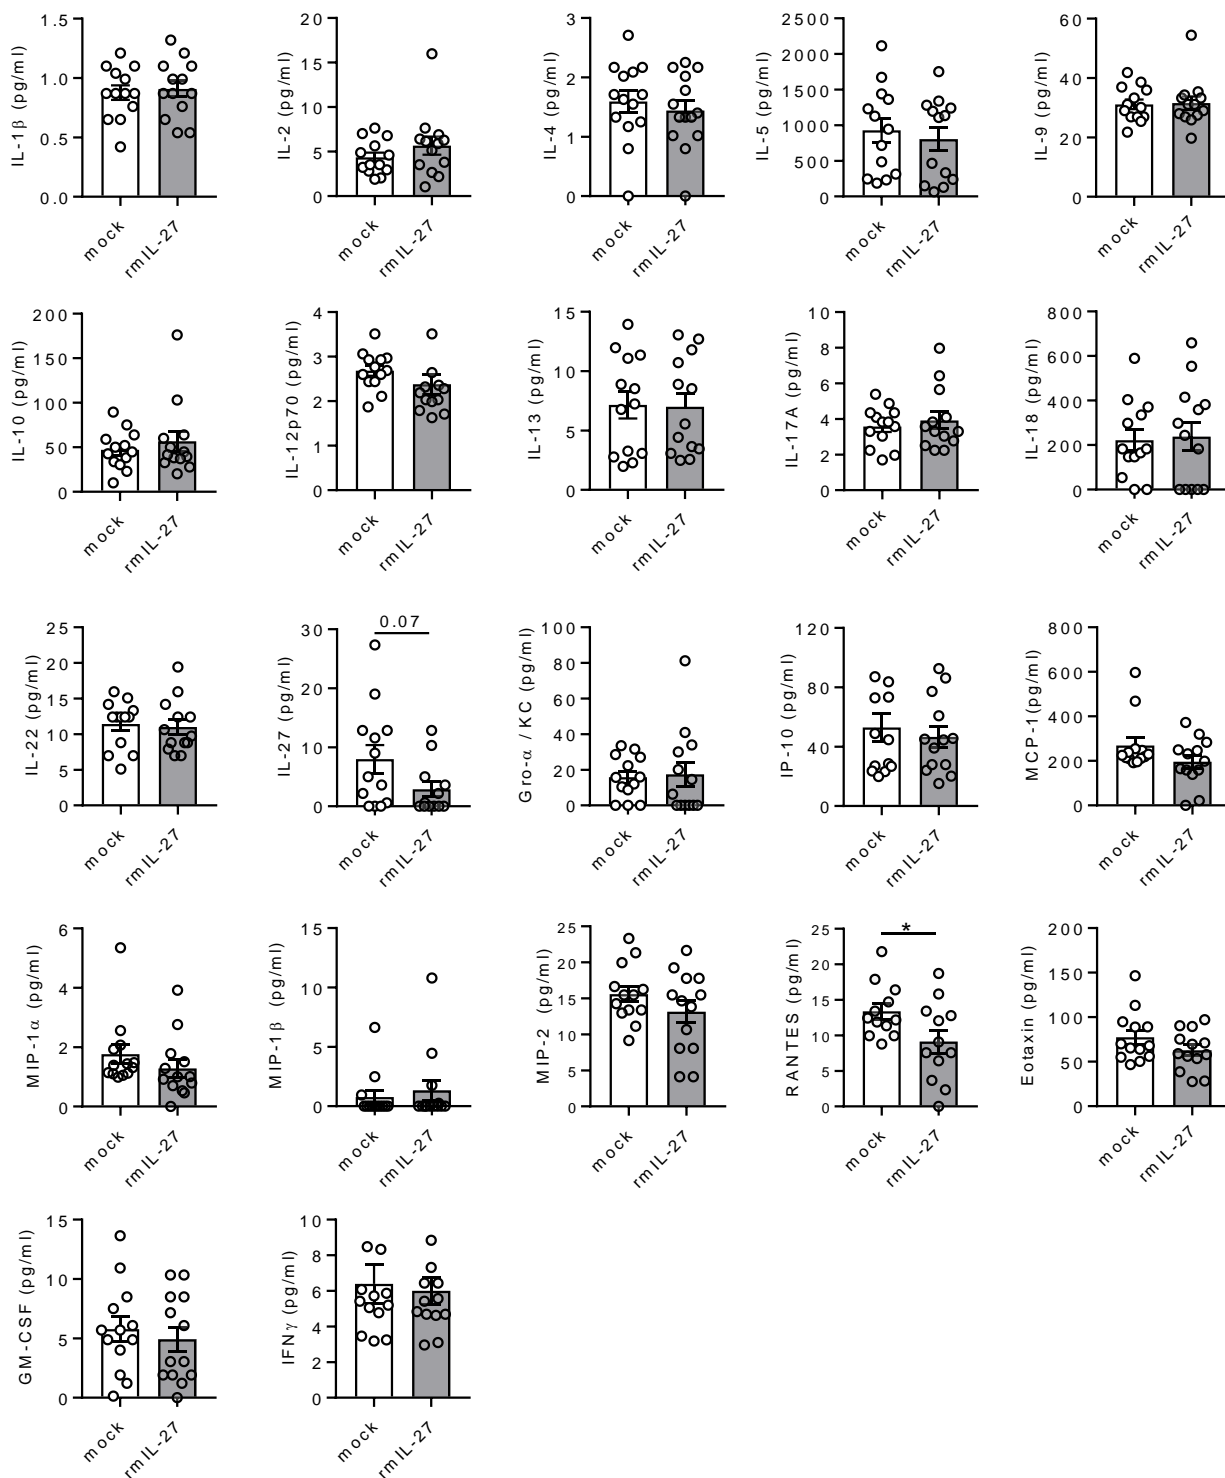 IL-1β (pg/ml)
1.5
1.0
0.5
0.0
mock
rmIL-27
IL-2 (pg/ml)
20
15
10
5
0
mock
rmIL-27
IL-4 (pg/ml)
3
2
1
0
mock
rmIL-27
IL-5 (pg/ml)
2500
2000
1500
1000
500
0
mock
rmIL-27
IL-9 (pg/ml)
60
40
20
0
mock
rmIL-27
IL-10 (pg/ml)
200
150
100
50
0
mock
rmIL-27
IL-12p70 (pg/ml)
4
3
2
1
0
mock
rmIL-27
IL-13 (pg/ml)
15
10
5
0
mock
rmIL-27
IL-17A (pg/ml)
10
8
6
4
2
0
mock
rmIL-27
IL-18 (pg/ml)
800
600
400
200
0
mock
rmIL-27
IL-22 (pg/ml)
25
20
15
10
5
0
mock
rmIL-27
IL-27 (pg/ml)
30
20
10
0
0.07
mock
rmIL-27
Gro-α / KC (pg/ml)
100
80
60
40
20
0
mock
rmIL-27
IP-10 (pg/ml)
120
80
40
0
mock
rmIL-27
MCP-1(pg/ml)
800
600
400
200
0
mock
rmIL-27
MIP-1α (pg/ml)
6
4
2
0
mock
rmIL-27
MIP-1β (pg/ml)
15
10
5
0
mock
rmIL-27
MIP-2 (pg/ml)
25
20
15
10
5
0
mock
rmIL-27
RANTES (pg/ml)
25
20
15
10
5
0
*
mock
rmIL-27
Eotaxin (pg/ml)
200
150
100
50
0
mock
rmIL-27
GM-CSF (pg/ml)
15
10
5
0
mock
rmIL-27
IFNγ (pg/ml)
10
8
6
4
2
0
mock
rmIL-27